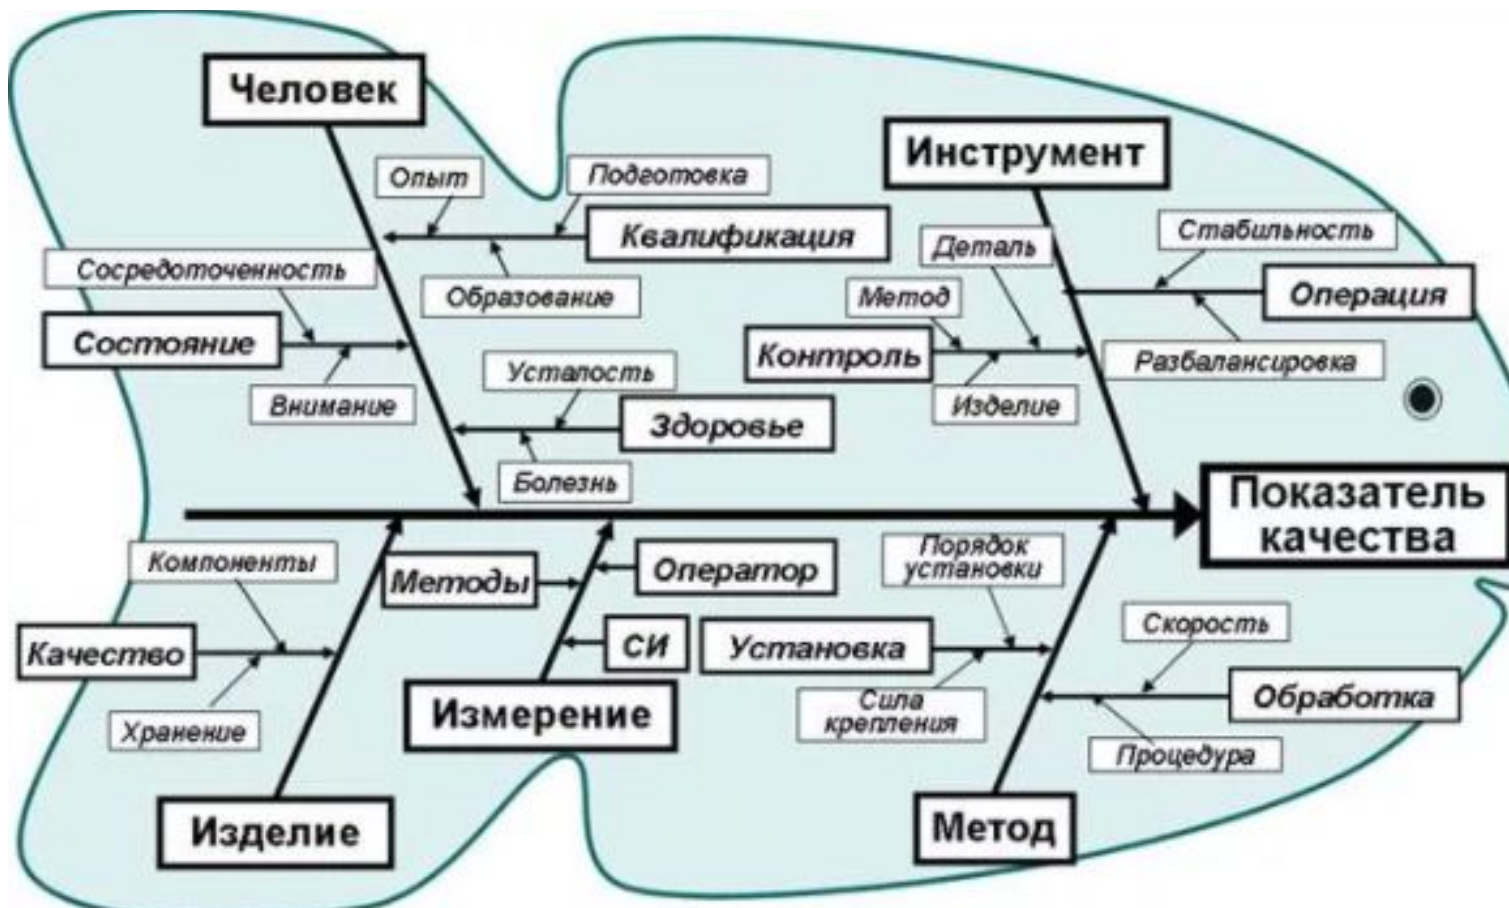 Человек
Инструмент
Опыт
Подготовка
Квалификация
Образование
Сосредоточенность
Состояние
Внимание
Усталость
Здоровье
Болезнь
Стабильность
Деталь
Операция
Метод
Контроль
Разбалансировка
Изделие
Показатель
качества
Компоненты
Качество
Хранение
Методы
Оператор
СИ
Измерение
Изделие
Порядок
установки
Установка
Сила
крепления
Скорость
Обработка
Процедура
Метод